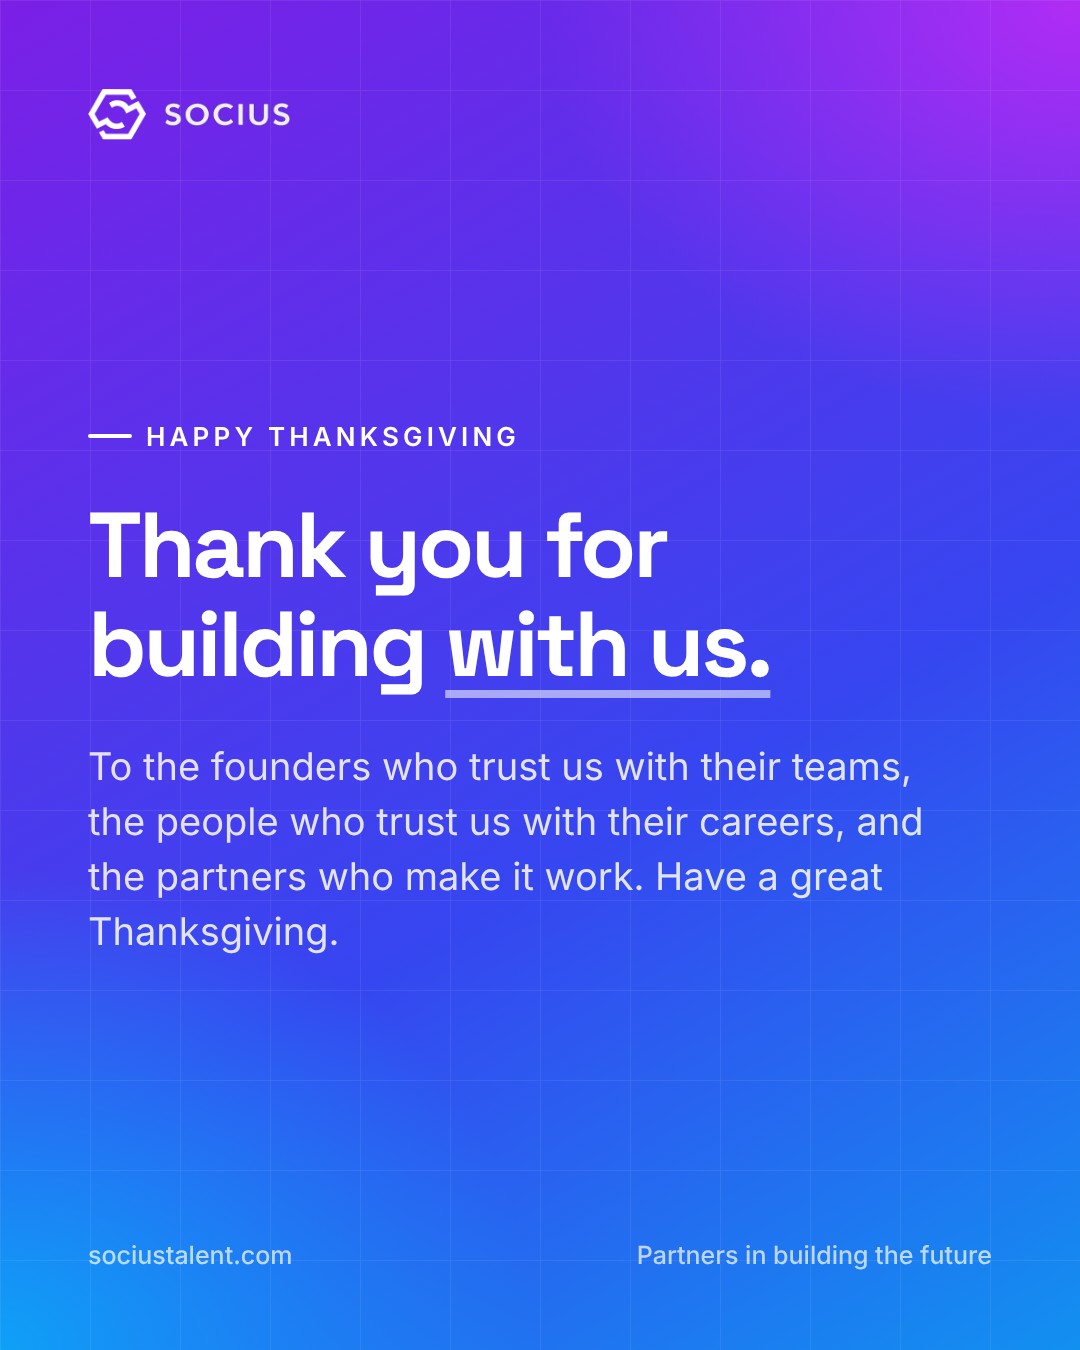 SOCIUS
HAPPY THANKSGIVING
Thank you for
building with us.
To the founders who trust us with their teams,
the people who trust us with their careers, and
the partners who make it work. Have a great
Thanksgiving.
sociustalent.com
Partners in building the future